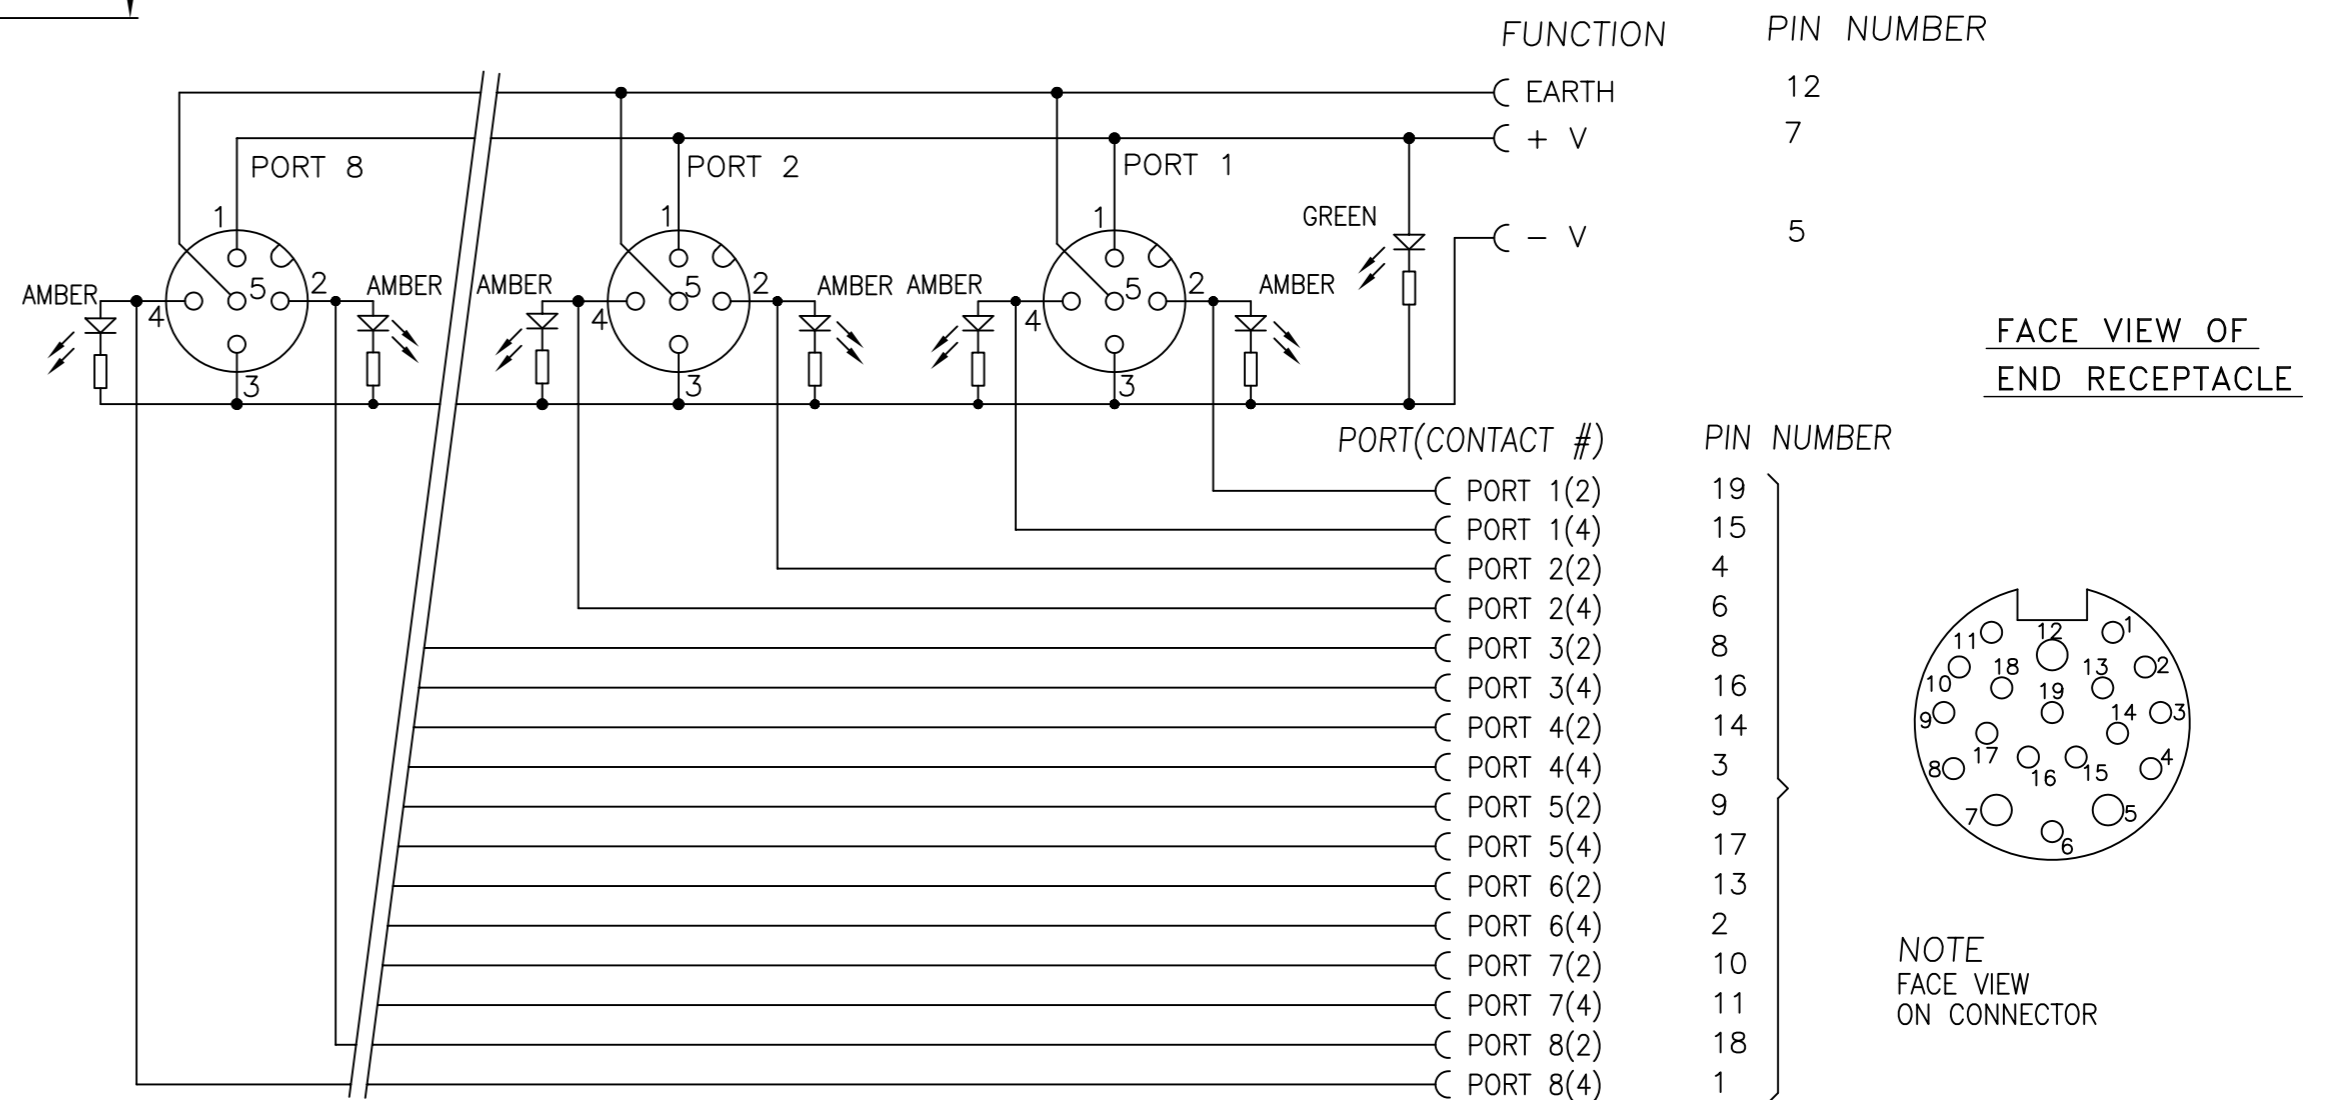 FUNCTION PIN NUMBER
EARTH 12
+ V 7
PORT 8 PORT 2 PORT 1
GREEN
− V 5
1 1 1
AMBER 4 5 2 AMBER AMBER 4 5 2 AMBER AMBER 4 5 2 AMBER
3 3 3
FACE VIEW OF
END RECEPTACLE
PORT(CONTACT #) PIN NUMBER
PORT 1(2) 19
PORT 1(4) 15
PORT 2(2) 4
PORT 2(4) 6
PORT 3(2) 8
PORT 3(4) 16
PORT 4(2) 14
PORT 4(4) 3
PORT 5(2) 9
PORT 5(4) 17
PORT 6(2) 13
PORT 6(4) 2
PORT 7(2) 10
PORT 7(4) 11
PORT 8(2) 18
PORT 8(4) 1
11 12 1
10 18 13 2
9 19 14 3
8 17 16 15 4
7 5
6
NOTE
FACE VIEW
ON CONNECTOR